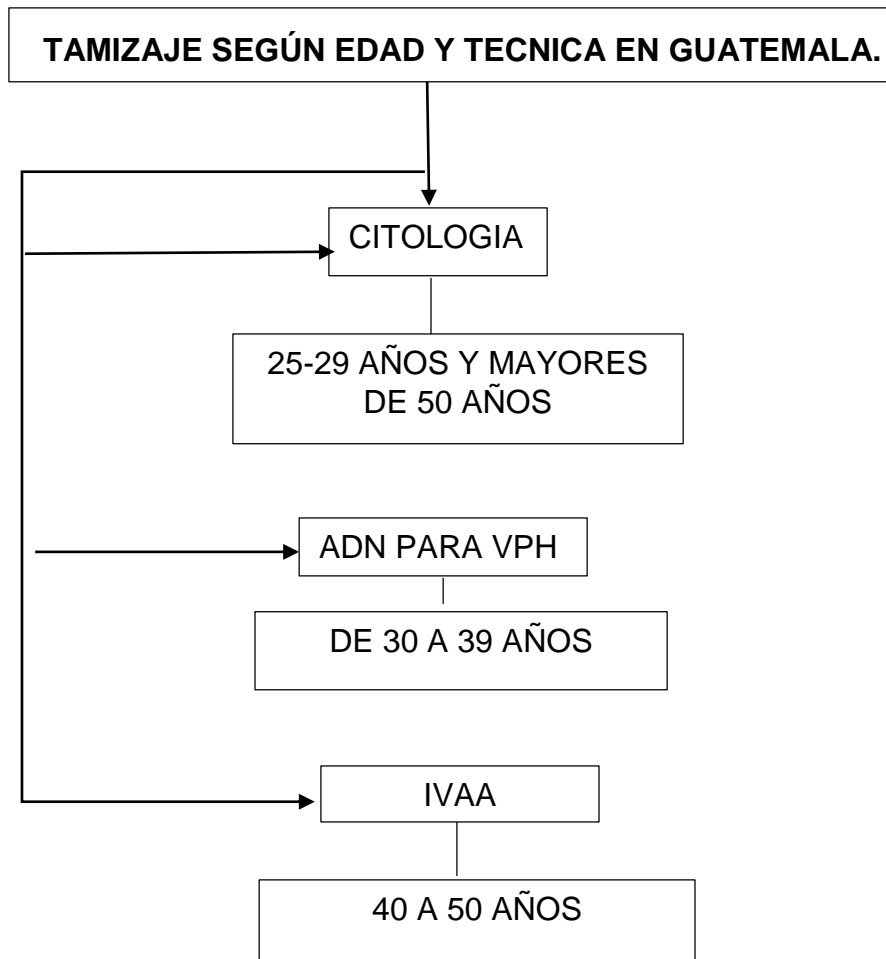 TAMIZAJE SEGÚN EDAD Y TECNICA EN GUATEMALA.
CITOLOGIA
25-29 AÑOS Y MAYORES
DE 50 AÑOS
ADN PARA VPH
DE 30 A 39 AÑOS
IVAA
40 A 50 AÑOS